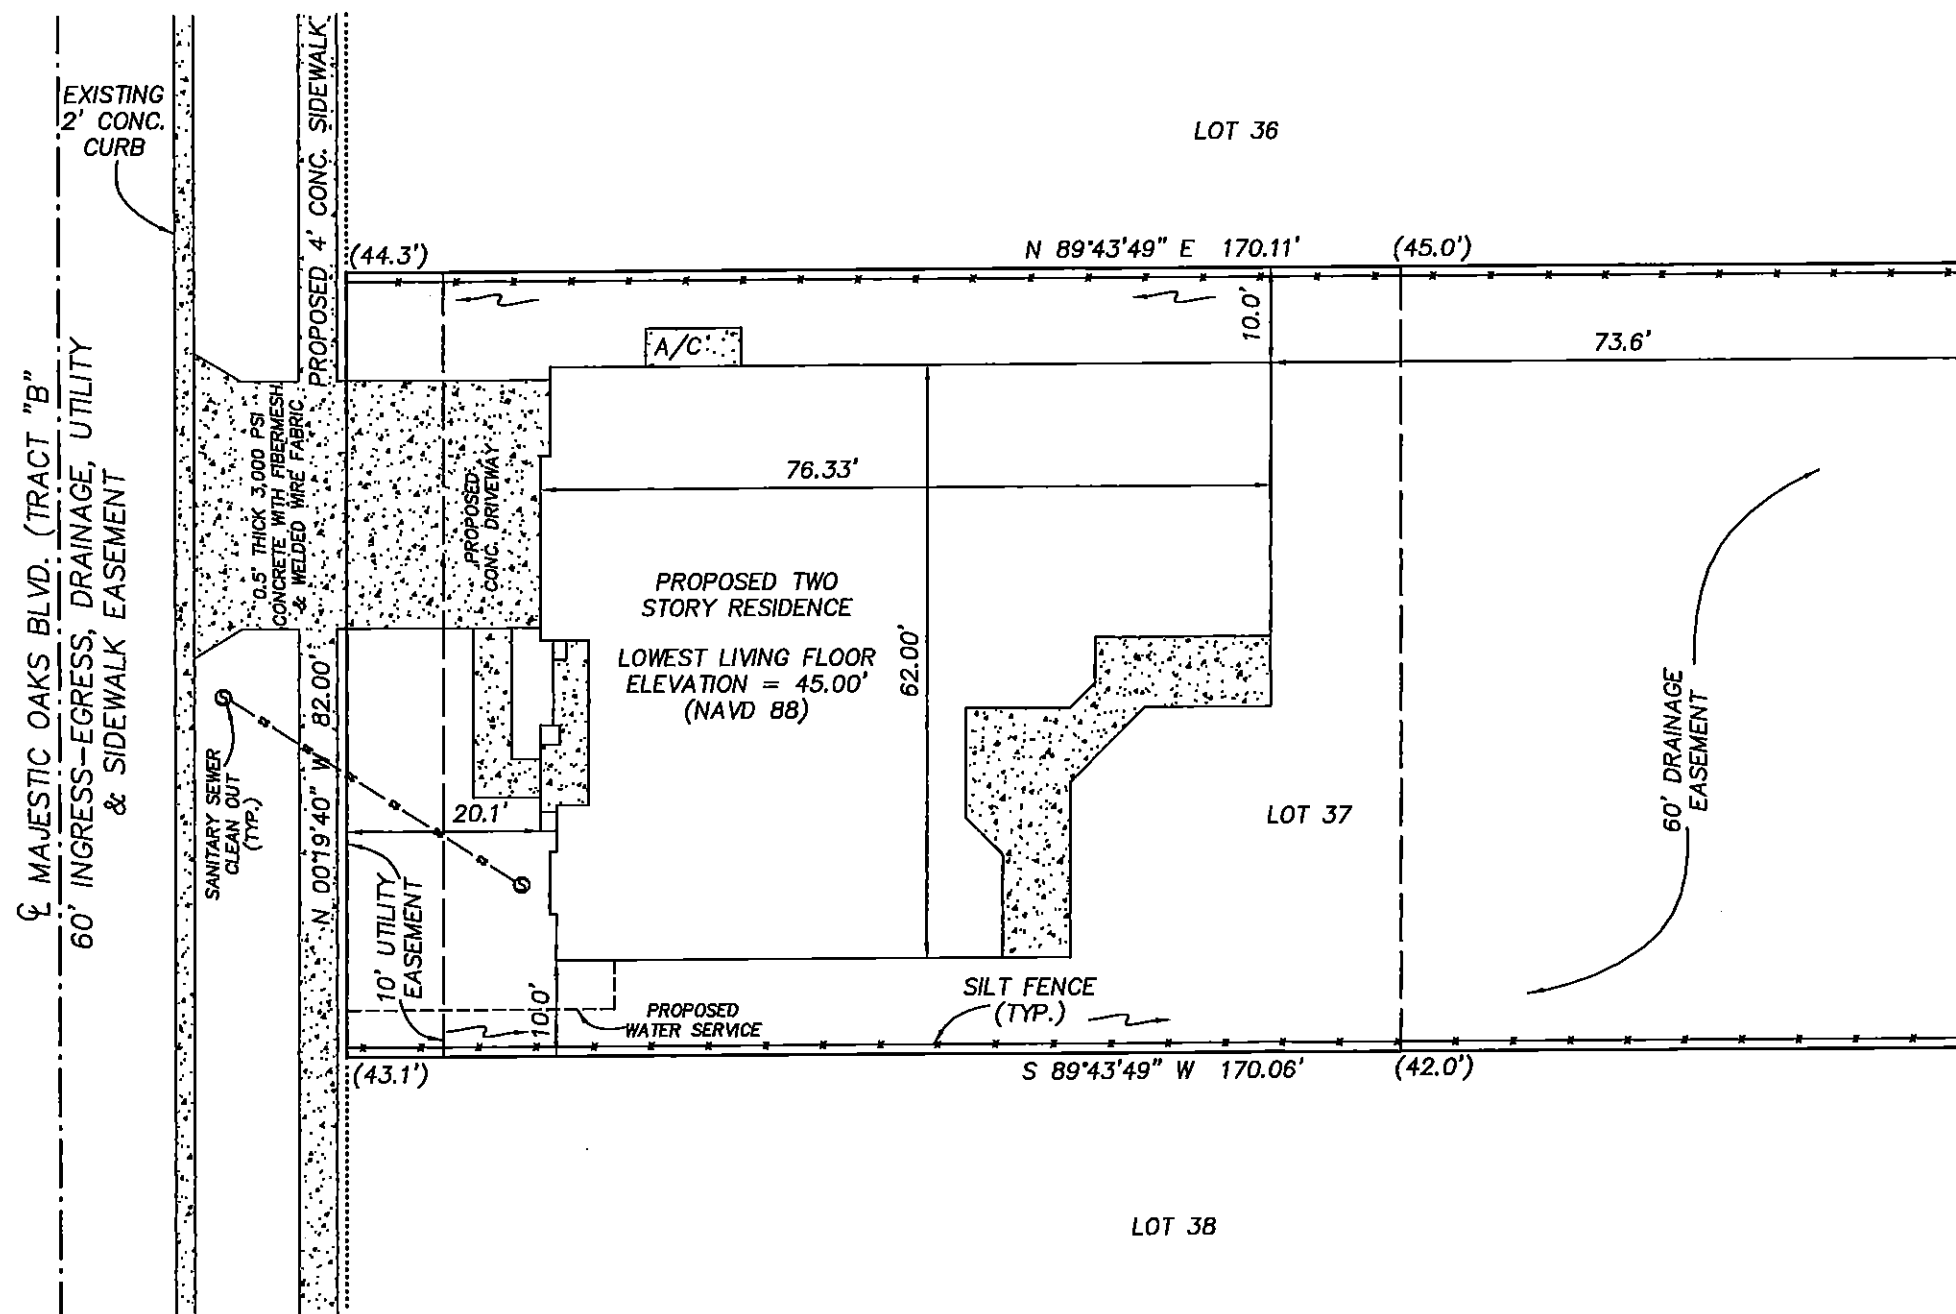 ℄ MAJESTIC OAKS BLVD. (TRACT "B")
60' INGRESS-EGRESS, DRAINAGE, UTILITY
& SIDEWALK EASEMENT
EXISTING
2' CONC.
CURB
PROPOSED 4' CONC. SIDEWALK
LOT 36
(44.3')
N 89°43'49" E 170.11'
(45.0')
10.0'
73.6'
A/C
0.5' THICK 3,000 PSI
CONCRETE WITH FIBERMESH
& WELDED WIRE FABRIC
PROPOSED
CONC. DRIVEWAY
76.33'
PROPOSED TWO
STORY RESIDENCE
LOWEST LIVING FLOOR
ELEVATION = 45.00'
(NAVD 88)
62.00'
60' DRAINAGE
EASEMENT
N 00°19'40" W 82.00'
SANITARY SEWER
CLEAN OUT
(TYP.)
20.1'
LOT 37
10' UTILITY
EASEMENT
10.0'
PROPOSED
WATER SERVICE
SILT FENCE
(TYP.)
(43.1')
S 89°43'49" W 170.06'
(42.0')
LOT 38